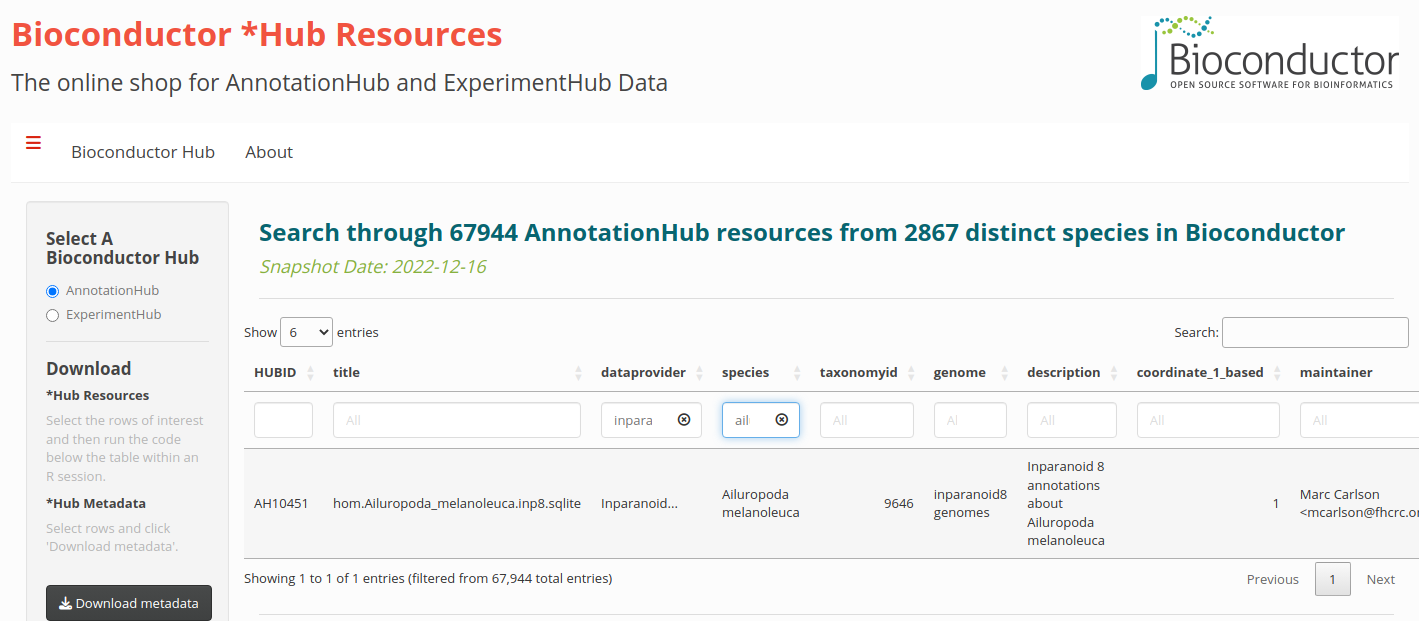 Bioconductor *Hub Resources
The online shop for AnnotationHub and ExperimentHub Data
Bioconductor
OPEN SOURCE SOFTWARE FOR BIOINFORMATICS
Bioconductor Hub About
Select A
Bioconductor Hub
AnnotationHub
ExperimentHub
Download
*Hub Resources
Select the rows of interest
and then run the code
below the table within an
R session.
*Hub Metadata
Select rows and click
'Download metadata'.
Download metadata
Search through 67944 AnnotationHub resources from 2867 distinct species in Bioconductor
Snapshot Date: 2022-12-16
Show 6 entries Search:
HUBID title dataprovider species taxonomyid genome description coordinate_1_based maintainer
All inpara ail All Al All All All
AH10451 hom.Ailuropoda_melanoleuca.inp8.sqlite Inparanoid... Ailuropoda
melanoleuca 9646 inparanoid8
genomes Inparanoid 8
annotations
about
Ailuropoda
melanoleuca 1 Marc Carlson
<mcarlson@fhcrc.or
Showing 1 to 1 of 1 entries (filtered from 67,944 total entries) Previous 1 Next